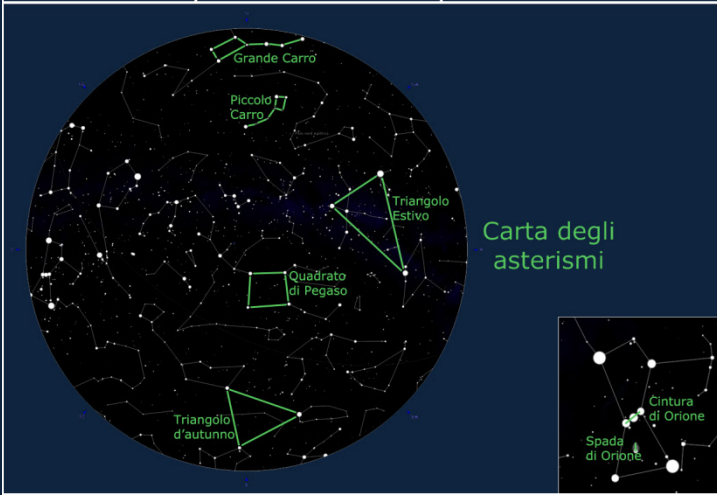 Grande Carro
Piccolo
Carro
Triangolo
Estivo
Carta degli
asterismi
Quadrato
di Pegaso
Triangolo
d'autunno
Cintura
di Orione
Spada
di Orione